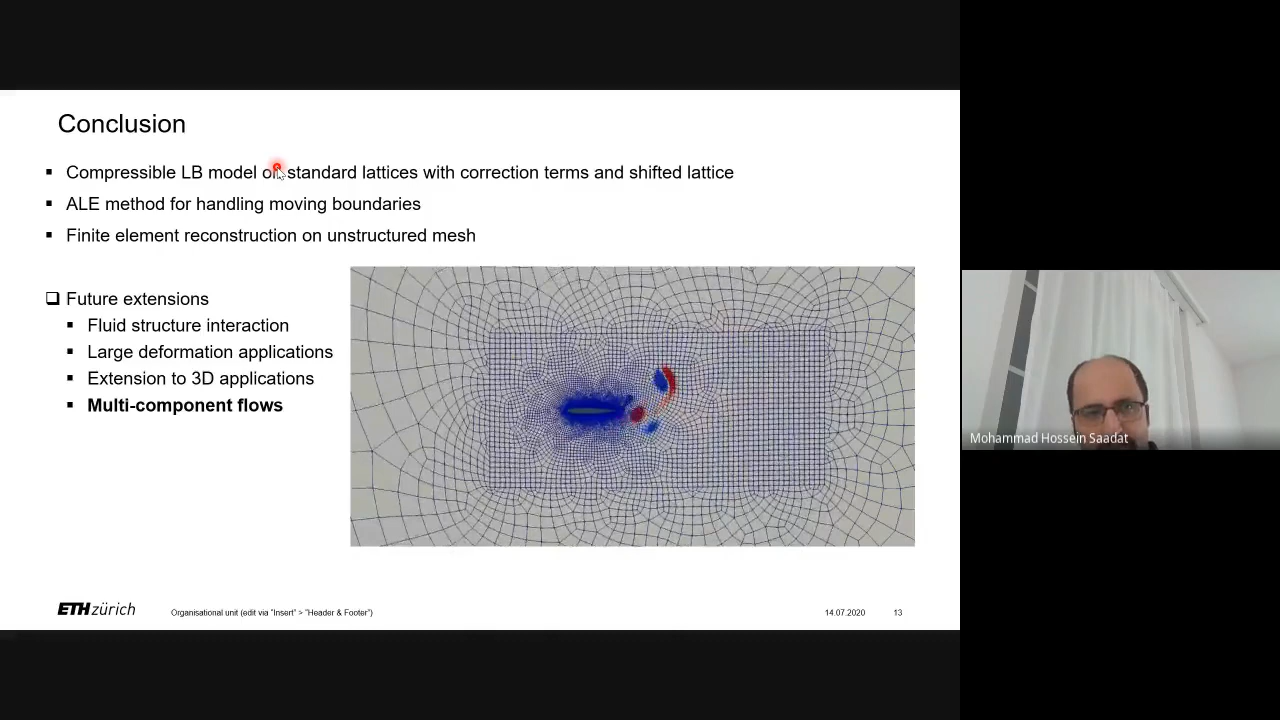 Conclusion
▪ Compressible LB model on standard lattices with correction terms and shifted lattice
▪ ALE method for handling moving boundaries
▪ Finite element reconstruction on unstructured mesh
❑ Future extensions
▪ Fluid structure interaction
▪ Large deformation applications
▪ Extension to 3D applications
▪ Multi-component flows
Mohammad Hossein Saadat
ETH zürich
Organisational unit (edit via "Insert" > "Header & Footer")
14.07.2020
13